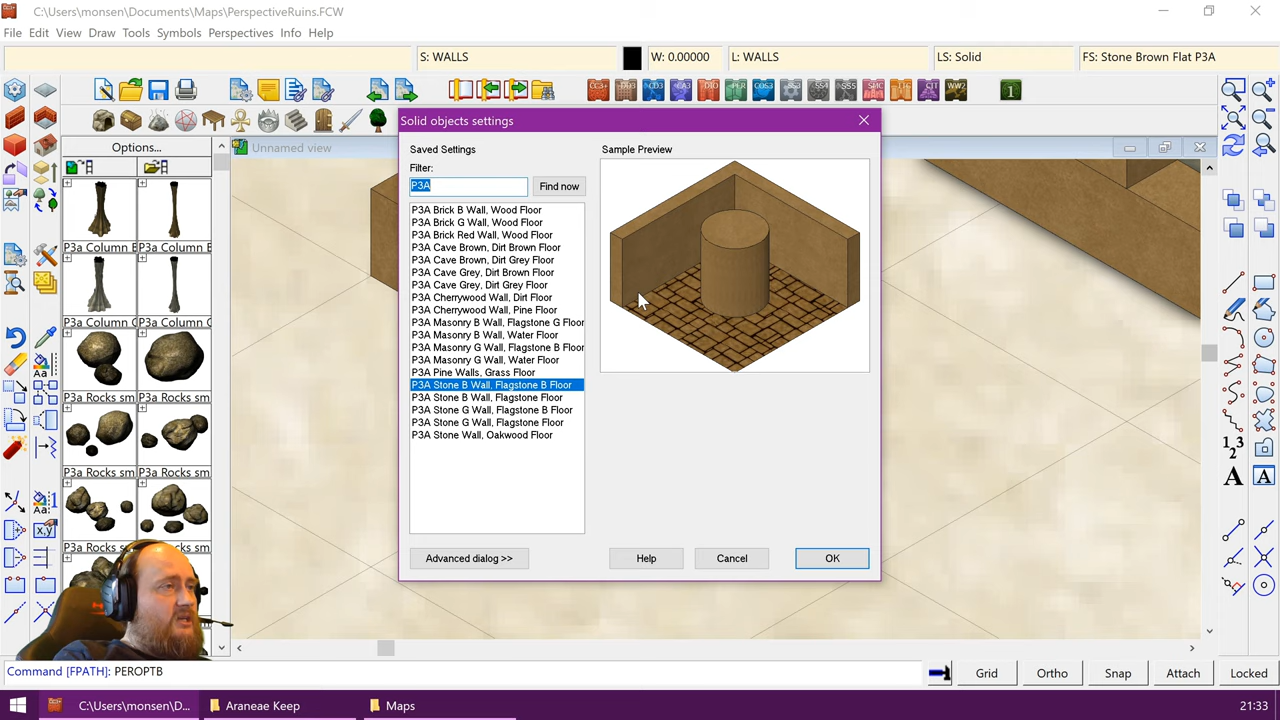 C:\Users\monsen\Documents\Maps\PerspectiveRuins.FCW
File Edit View Draw Tools Symbols Perspectives Info Help
S: WALLS W: 0.00000 L: WALLS LS: Solid FS: Stone Brown Flat P3A
Options...
Unnamed view
Solid objects settings
Saved Settings
Sample Preview
Filter:
P3A
Find now
P3A Brick B Wall, Wood Floor
P3A Brick G Wall, Wood Floor
P3A Brick Red Wall, Wood Floor
P3A Cave Brown, Dirt Brown Floor
P3A Cave Brown, Dirt Grey Floor
P3A Cave Grey, Dirt Brown Floor
P3A Cave Grey, Dirt Grey Floor
P3A Cherrywood Wall, Dirt Floor
P3A Cherrywood Wall, Pine Floor
P3A Masonry B Wall, Flagstone G Floor
P3A Masonry B Wall, Water Floor
P3A Masonry G Wall, Flagstone B Floor
P3A Masonry G Wall, Water Floor
P3A Pine Walls, Grass Floor
P3A Stone B Wall, Flagstone B Floor
P3A Stone B Wall, Flagstone Floor
P3A Stone G Wall, Flagstone B Floor
P3A Stone G Wall, Flagstone Floor
P3A Stone Wall, Oakwood Floor
Advanced dialog >>
Help
Cancel
OK
P3a Column B P3a Column B
P3a Column G P3a Column G
P3a Rocks sm P3a Rocks sm
P3a Rocks sm P3a Rocks sm
Command [FPATH]: PEROPTB
Grid Ortho Snap Attach Locked
C:\Users\monsen\D...
Araneae Keep
Maps
21:33